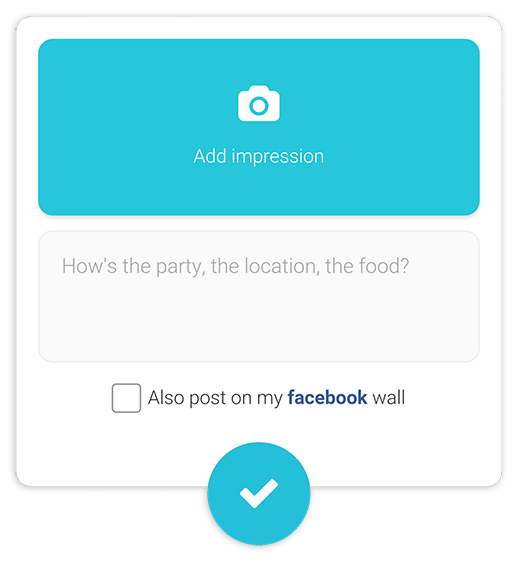 Add impression
How's the party, the location, the food?
Also post on my facebook wall